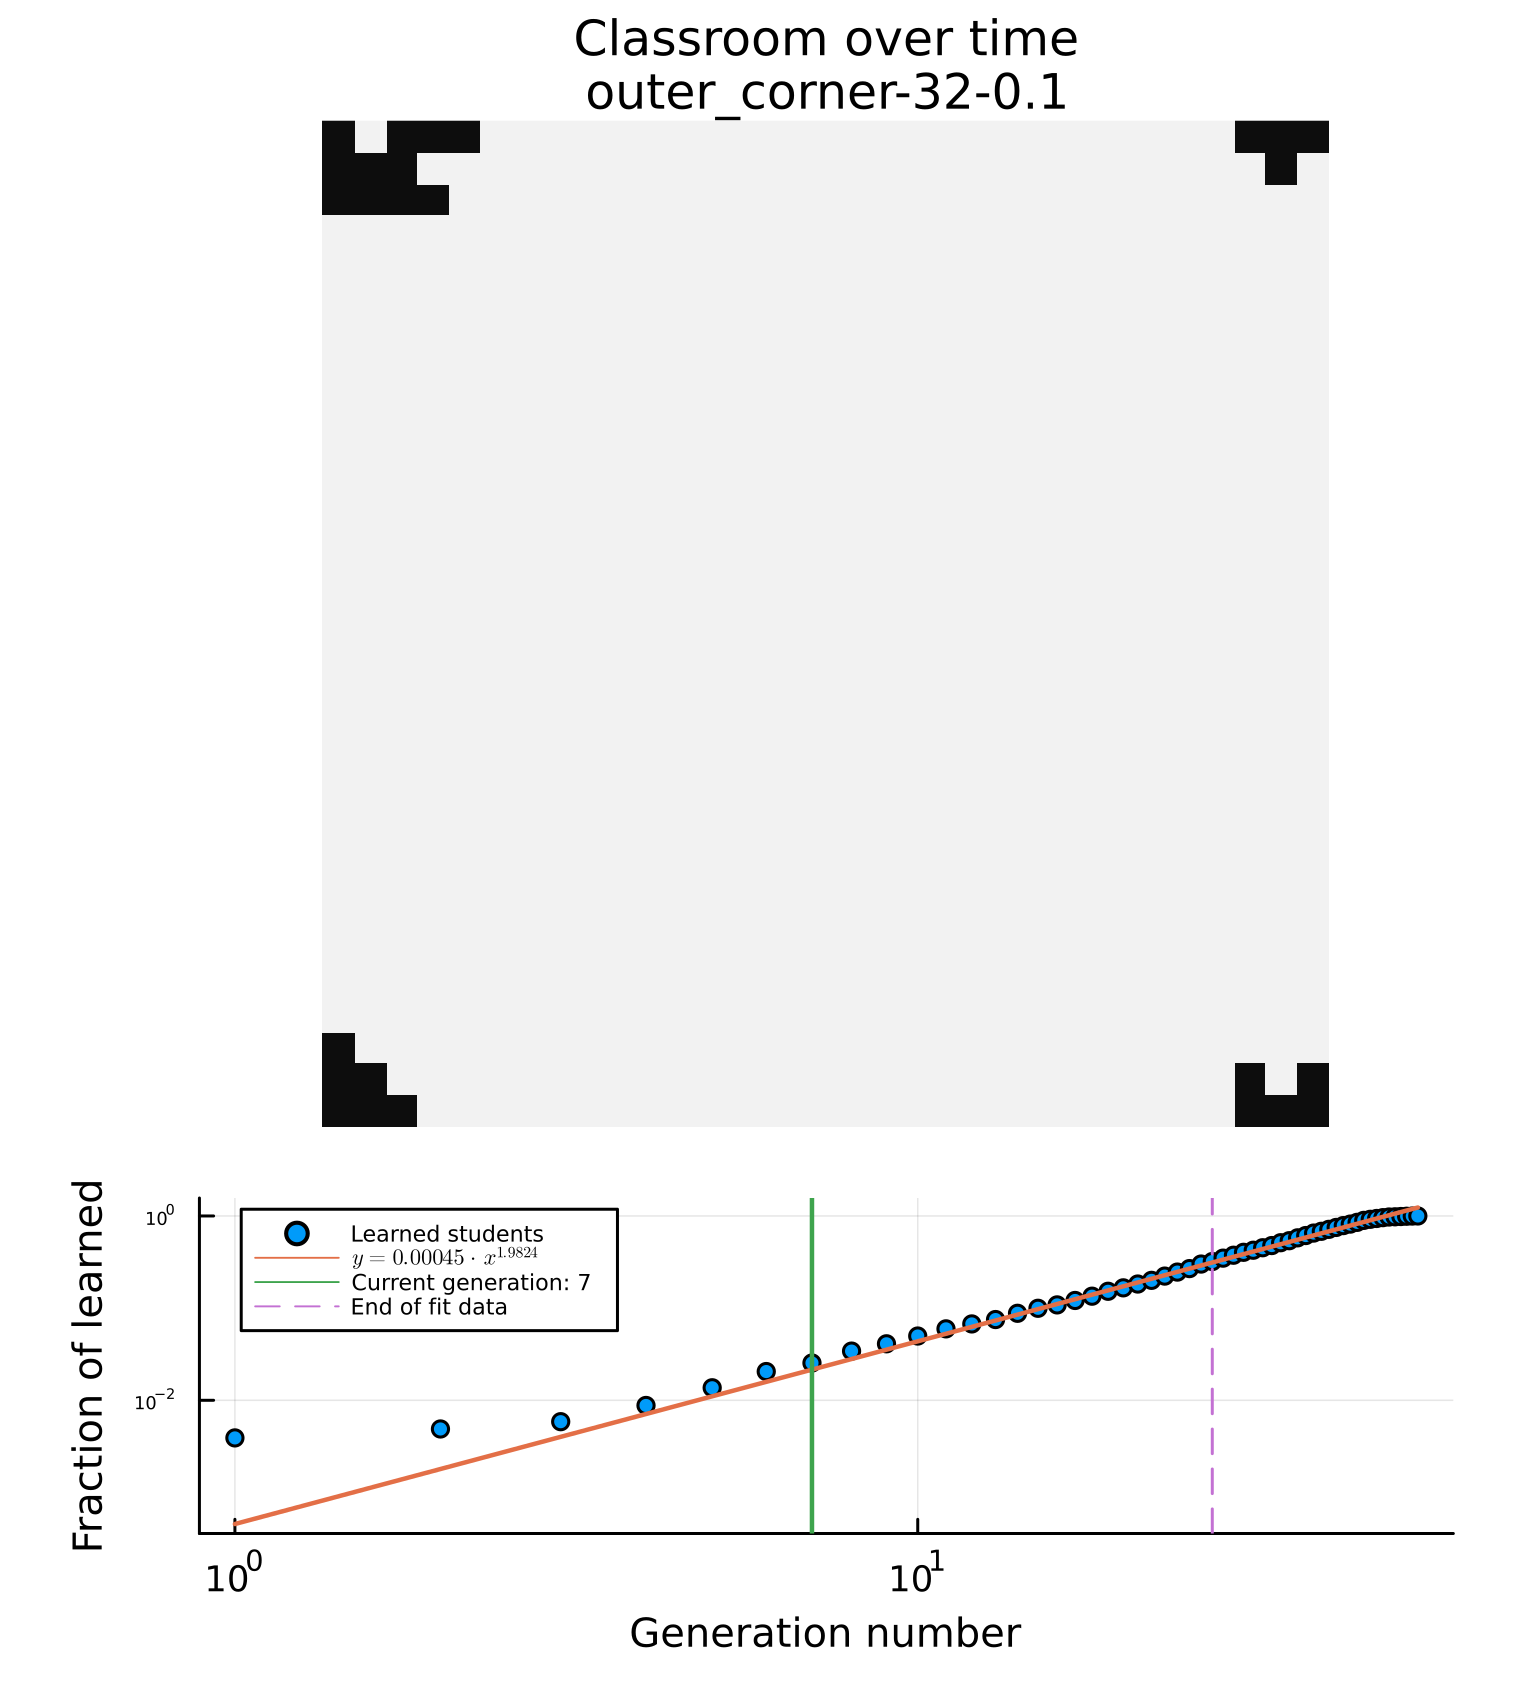 Classroom over time
outer_corner-32-0.1
Fraction of learned
10^0
10^-2
Learned students
y = 0.00045 · x^1.9824
Current generation: 7
End of fit data
10^0
10^1
Generation number